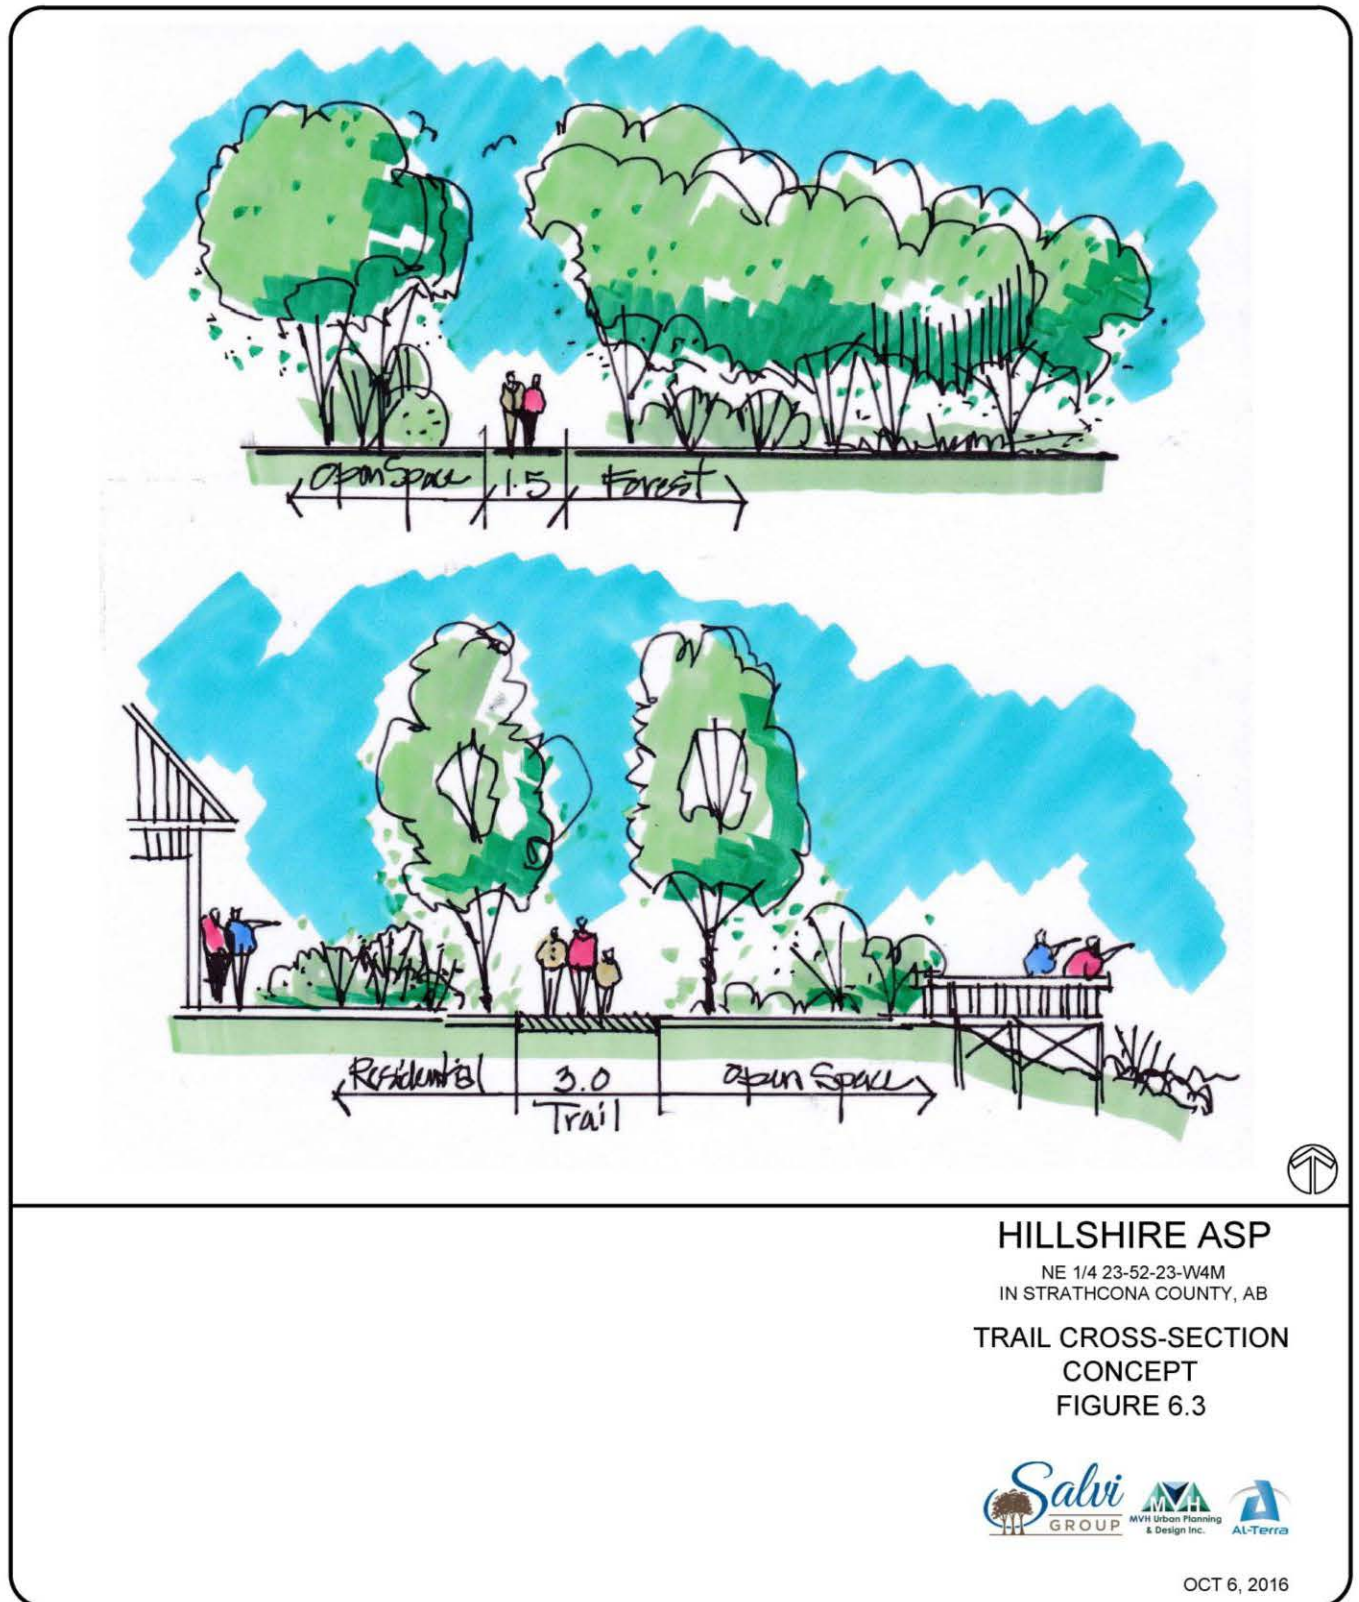 Open Space 1.5 Forest
Residential 3.0 Open Space
Trail
HILLSHIRE ASP
NE 1/4 23-52-23-W4M
IN STRATHCONA COUNTY, AB
TRAIL CROSS-SECTION
CONCEPT
FIGURE 6.3
Salvi
GROUP
MVH
MVH Urban Planning
& Design Inc.
AL-Terra
OCT 6, 2016